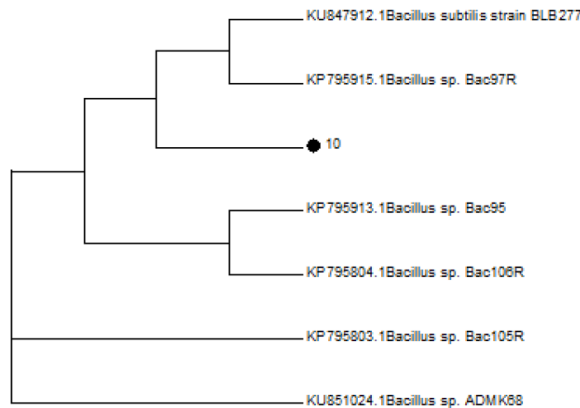 KU847912.1Bacillus subtilis strain BLB277
KP795915.1Bacillus sp. Bac97R
10
KP795913.1Bacillus sp. Bac95
KP795804.1Bacillus sp. Bac106R
KP795803.1Bacillus sp. Bac105R
KU851024.1Bacillus sp. ADMK68